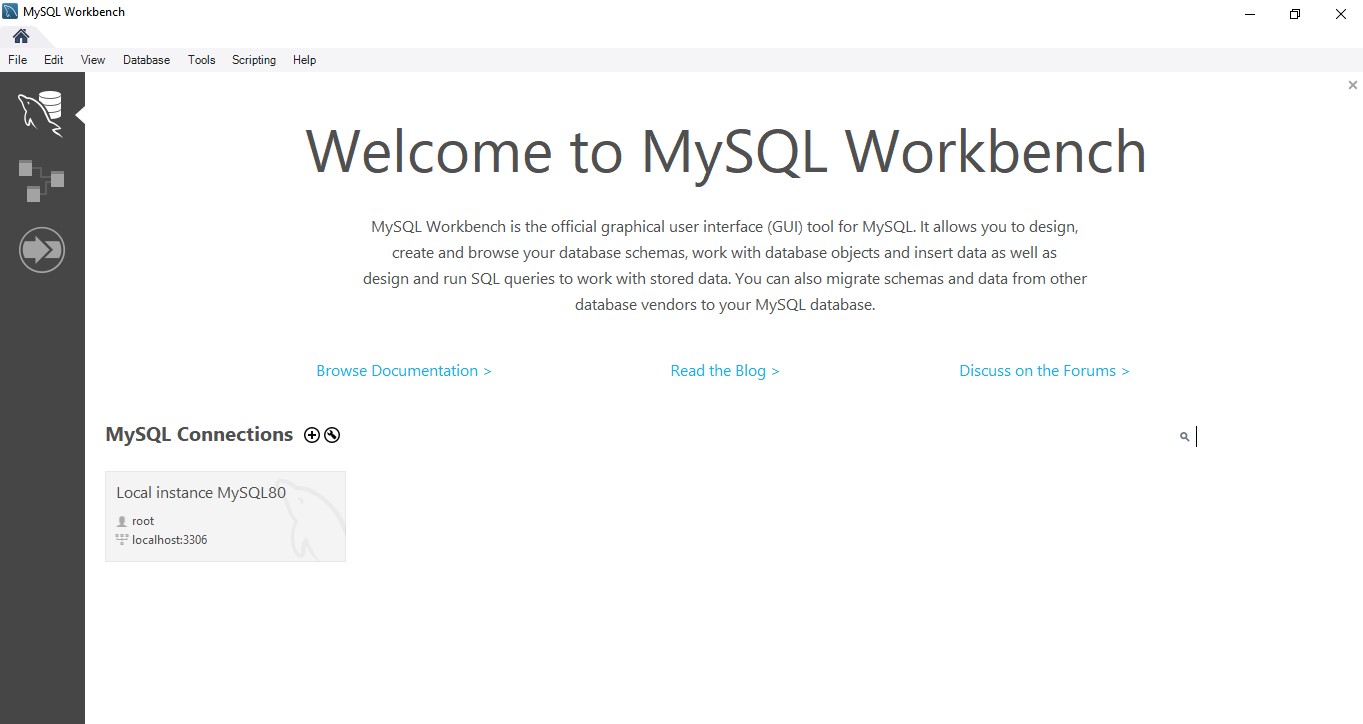 MySQL Workbench
File Edit View Database Tools Scripting Help
Welcome to MySQL Workbench
MySQL Workbench is the official graphical user interface (GUI) tool for MySQL. It allows you to design,
create and browse your database schemas, work with database objects and insert data as well as
design and run SQL queries to work with stored data. You can also migrate schemas and data from other
database vendors to your MySQL database.
Browse Documentation > Read the Blog > Discuss on the Forums >
MySQL Connections
Local instance MySQL80
root
localhost:3306